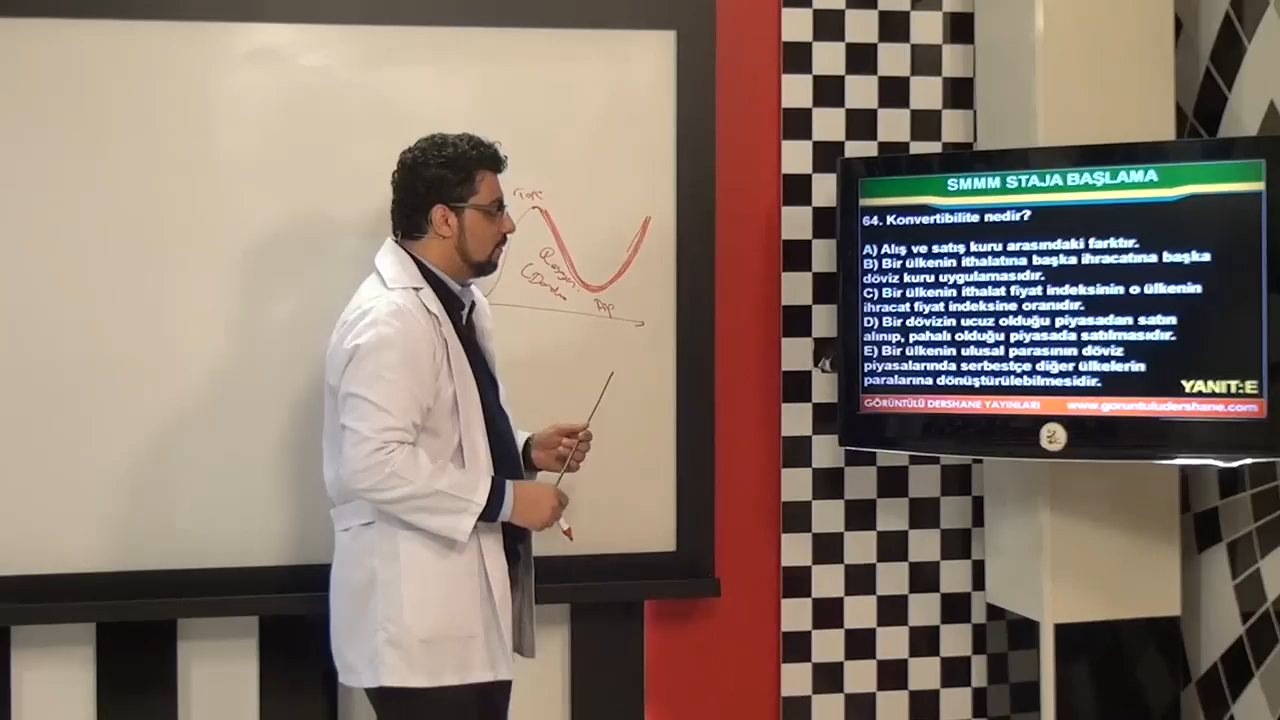 Tepe
Dip
SMMM STAJA BAŞLAMA
64. Konvertibilite nedir?
A) Alış ve satış kuru arasındaki farktır.
B) Bir ülkenin ithalatına başka ihracatına başka
döviz kuru uygulamasıdır.
C) Bir ülkenin ithalat fiyat indeksinin o ülkenin
ihracat fiyat indeksine oranıdır.
D) Bir dövizin ucuz olduğu piyasadan satın
alınıp, pahalı olduğu piyasada satılmasıdır.
E) Bir ülkenin ulusal parasının döviz
piyasalarında serbestçe diğer ülkelerin
paralarına dönüştürülebilmesidir.
YANIT:E
GÖRÜNTÜLÜ DERSHANE YAYINLARI www.goruntuludershane.com